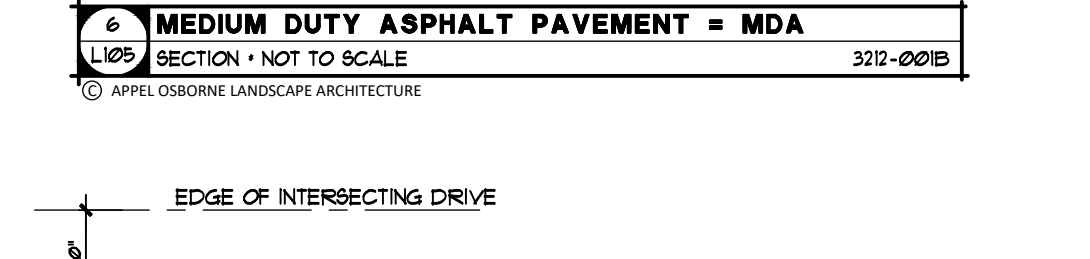 6 MEDIUM DUTY ASPHALT PAVEMENT = MDA
L105 SECTION • NOT TO SCALE 3212-001B
© APPEL OSBORNE LANDSCAPE ARCHITECTURE
EDGE OF INTERSECTING DRIVE
0"